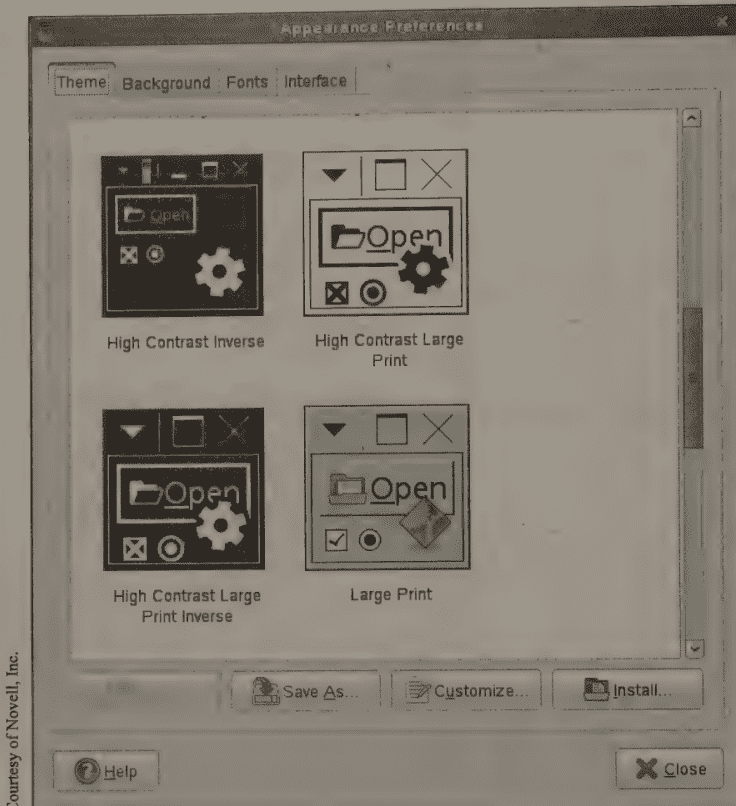 Appearance Preferences
Theme Background Fonts Interface
Open
Open
High Contrast Inverse
High Contrast Large
Print
Open
Open
High Contrast Large
Print Inverse
Large Print
Save As...
Customize...
Install...
Help
Close
Courtesy of Novell, Inc.